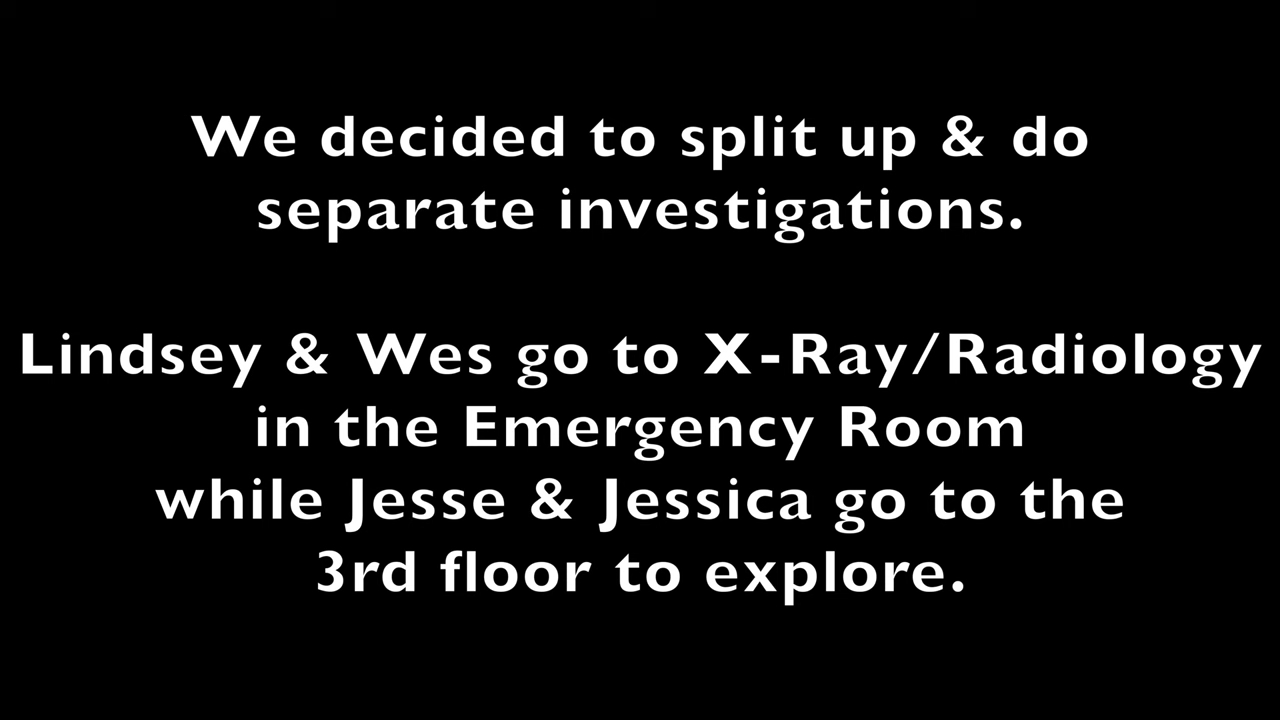 We decided to split up & do
separate investigations.
Lindsey & Wes go to X-Ray/Radiology
in the Emergency Room
while Jesse & Jessica go to the
3rd floor to explore.